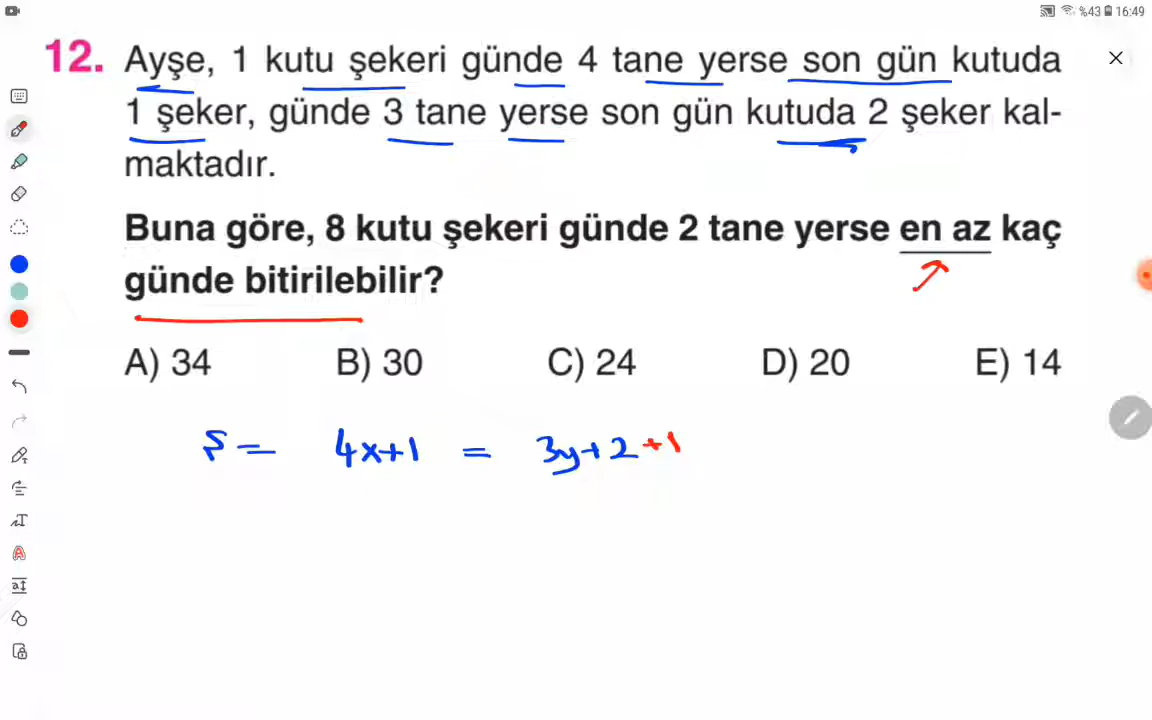 %43 16:49
12. Ayşe, 1 kutu şekeri günde 4 tane yerse son gün kutuda
1 şeker, günde 3 tane yerse son gün kutuda 2 şeker kal-
maktadır.
Buna göre, 8 kutu şekeri günde 2 tane yerse en az kaç
günde bitirilebilir?
A) 34 B) 30 C) 24 D) 20 E) 14
Ş = 4x+1 = 3y+2 +1